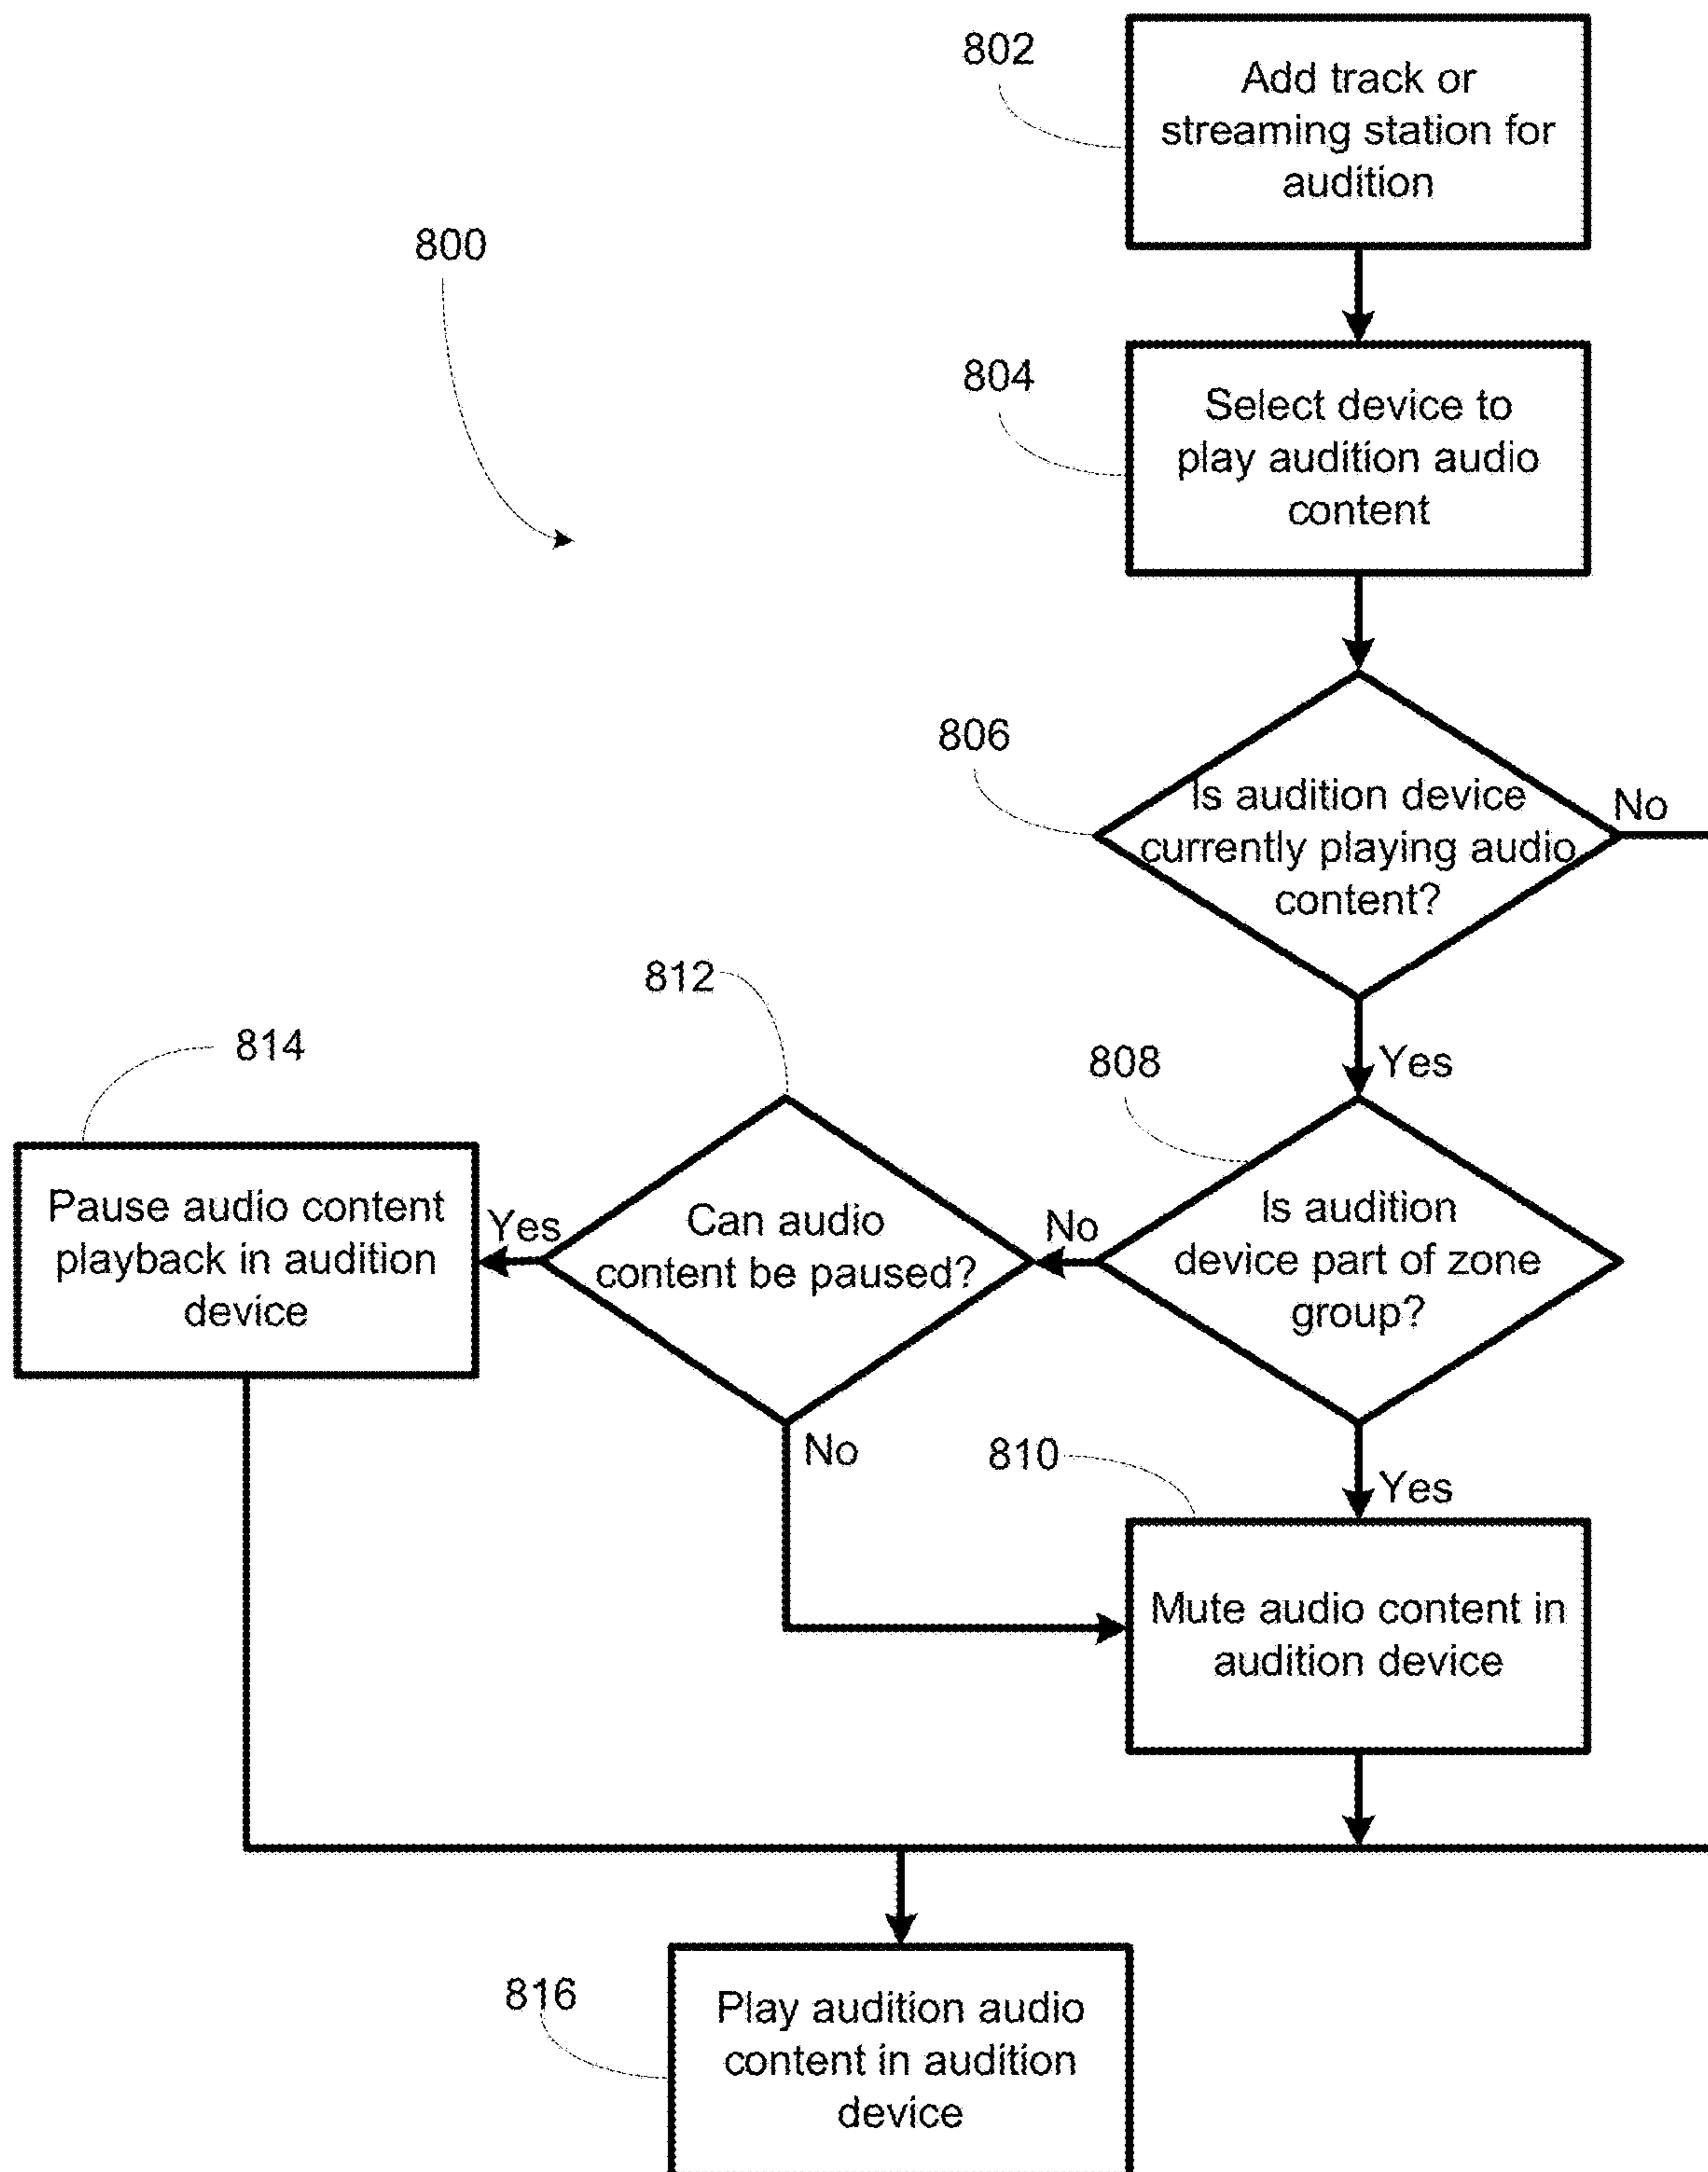 802
Add track or
streaming station for
audition
800
804
Select device to
play audition audio
content
806
Is audition device
currently playing audio
content?
No
Yes
812
814
808
Pause audio content
playback in audition
device
Yes
Can audio
content be paused?
No
Is audition
device part of zone
group?
No
810
Yes
Mute audio content in
audition device
816
Play audition audio
content in audition
device